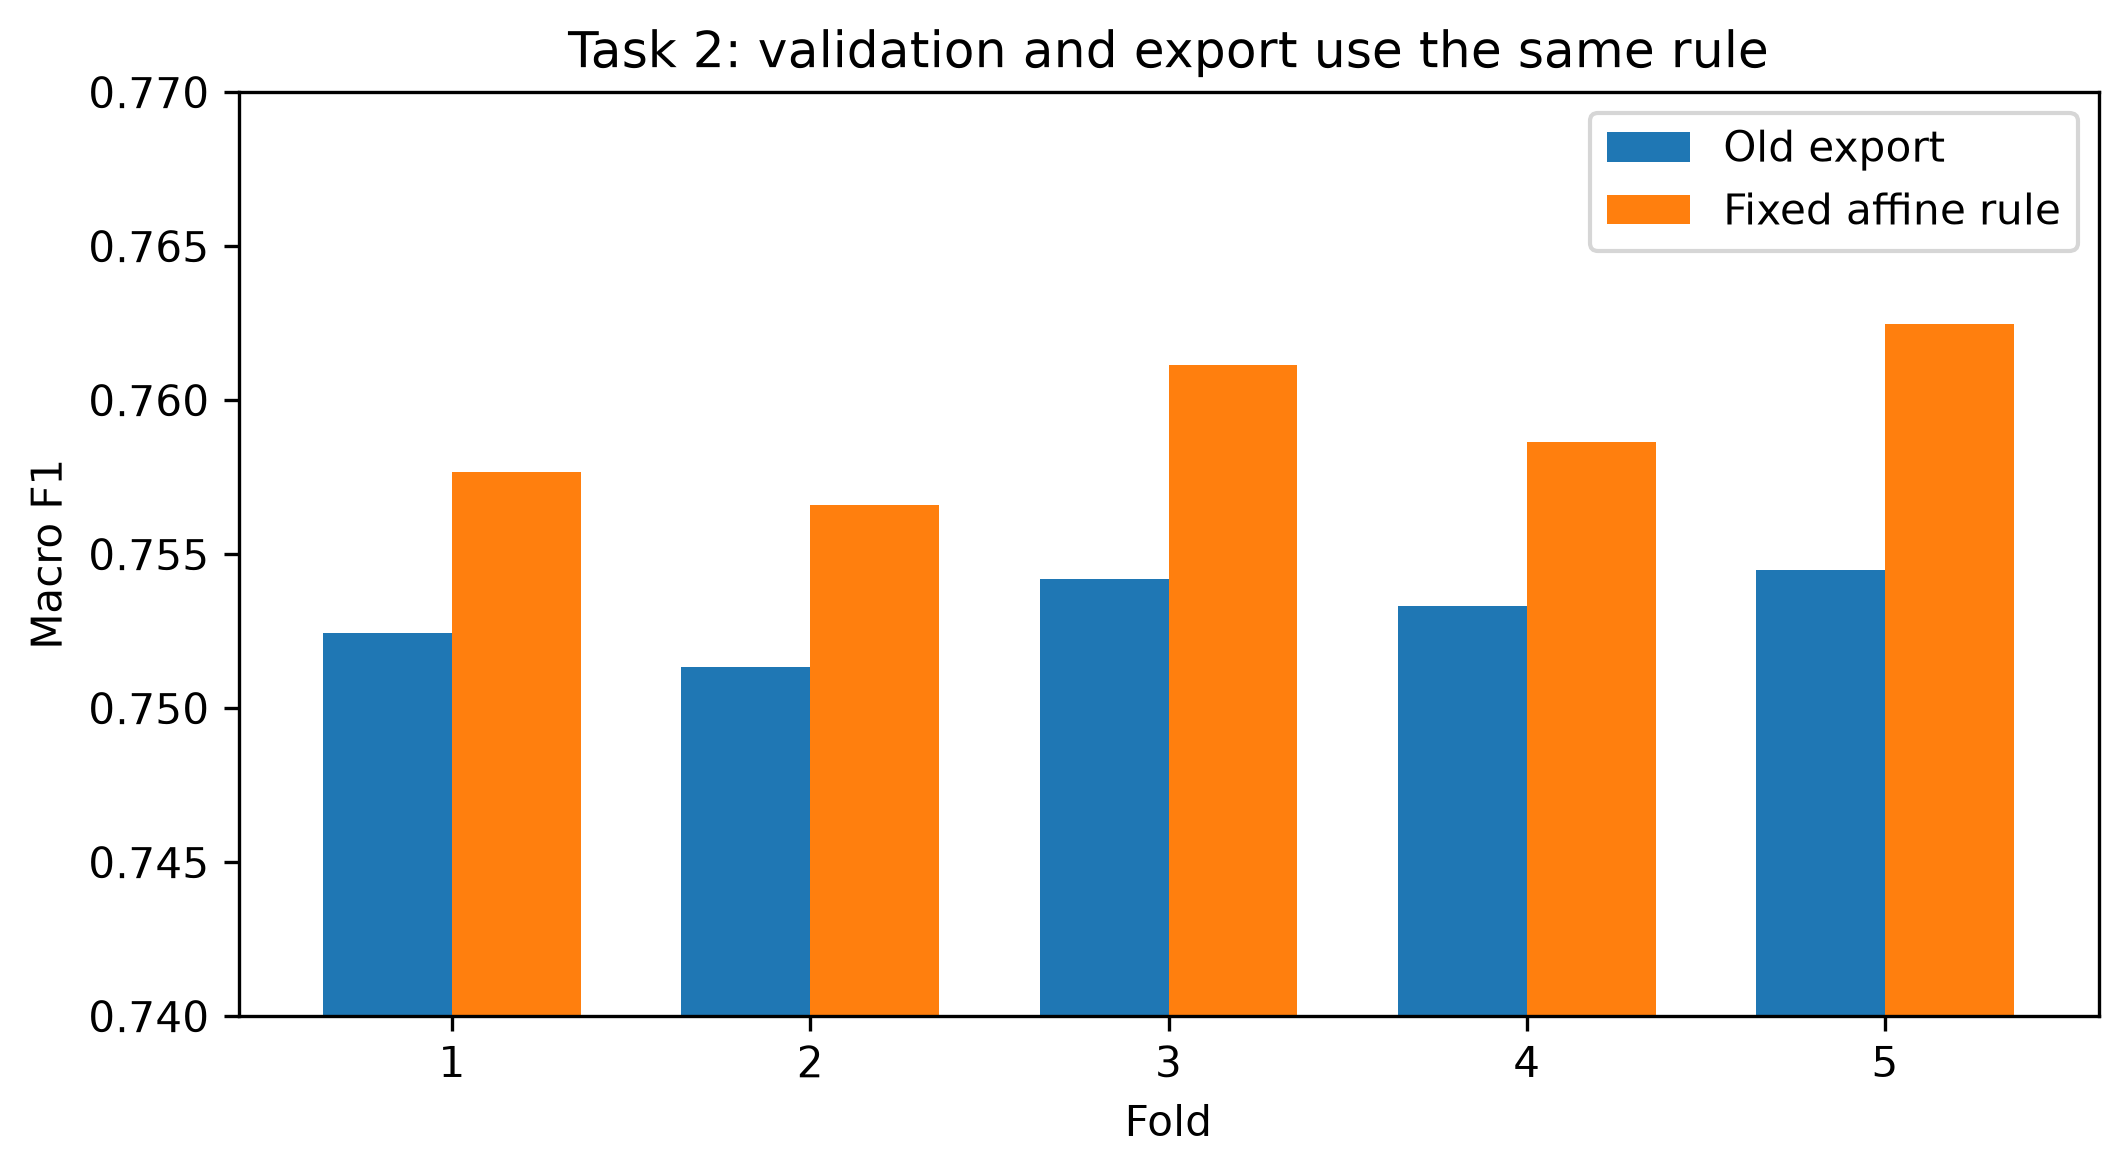 Task 2: validation and export use the same rule
Old export
Fixed affine rule
0.770
0.765
0.760
0.755
0.750
0.745
0.740
Macro F1
1 2 3 4 5
Fold